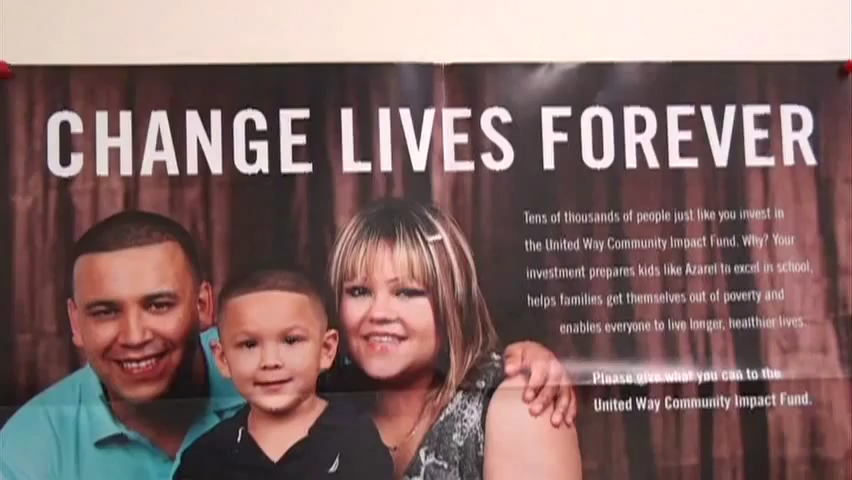 CHANGE LIVES FOREVER
Tens of thousands of people just like you invest in
the United Way Community Impact Fund. Why? Your
investment prepares kids like Azarel to excel in school,
helps families get themselves out of poverty and
enables everyone to live longer, healthier lives.
Please give what you can to the
United Way Community Impact Fund.